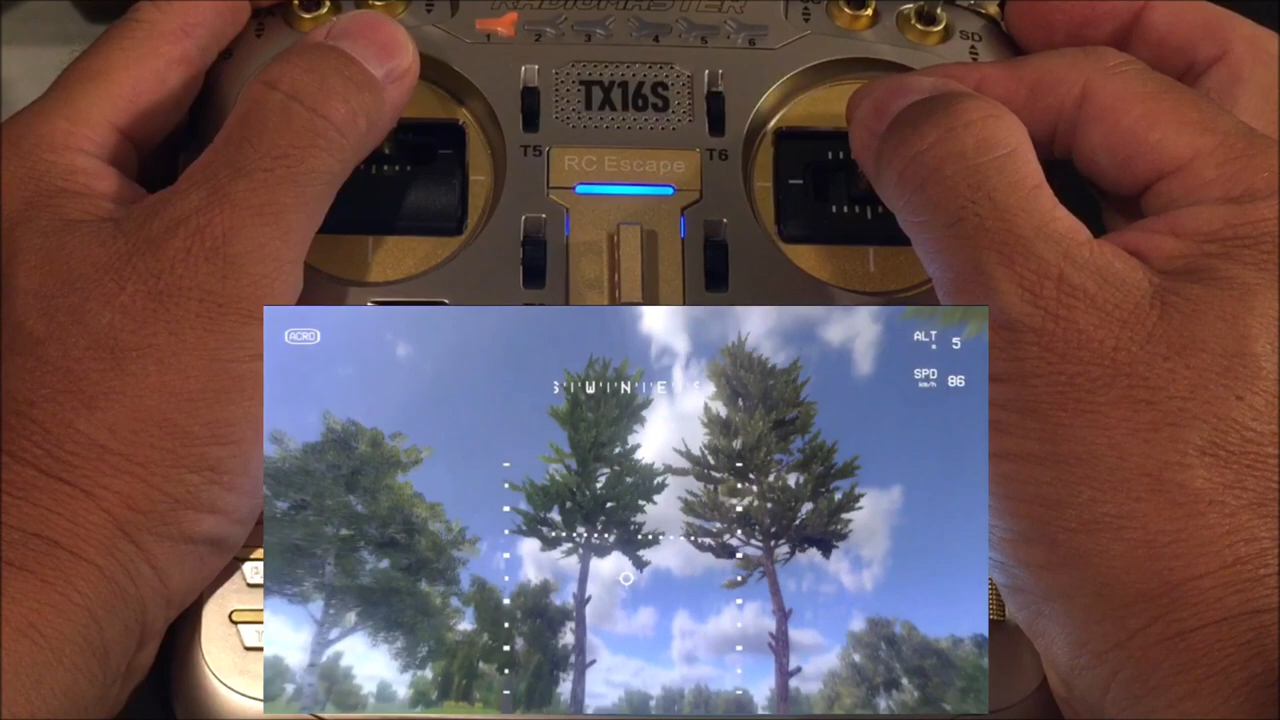 RADIOMASTER
1 2 3 4 5 6
SD
TX16S
T5 T6
RC Escape
ACRO
ALT
m
5
S W N E S
SPD
km/h
86